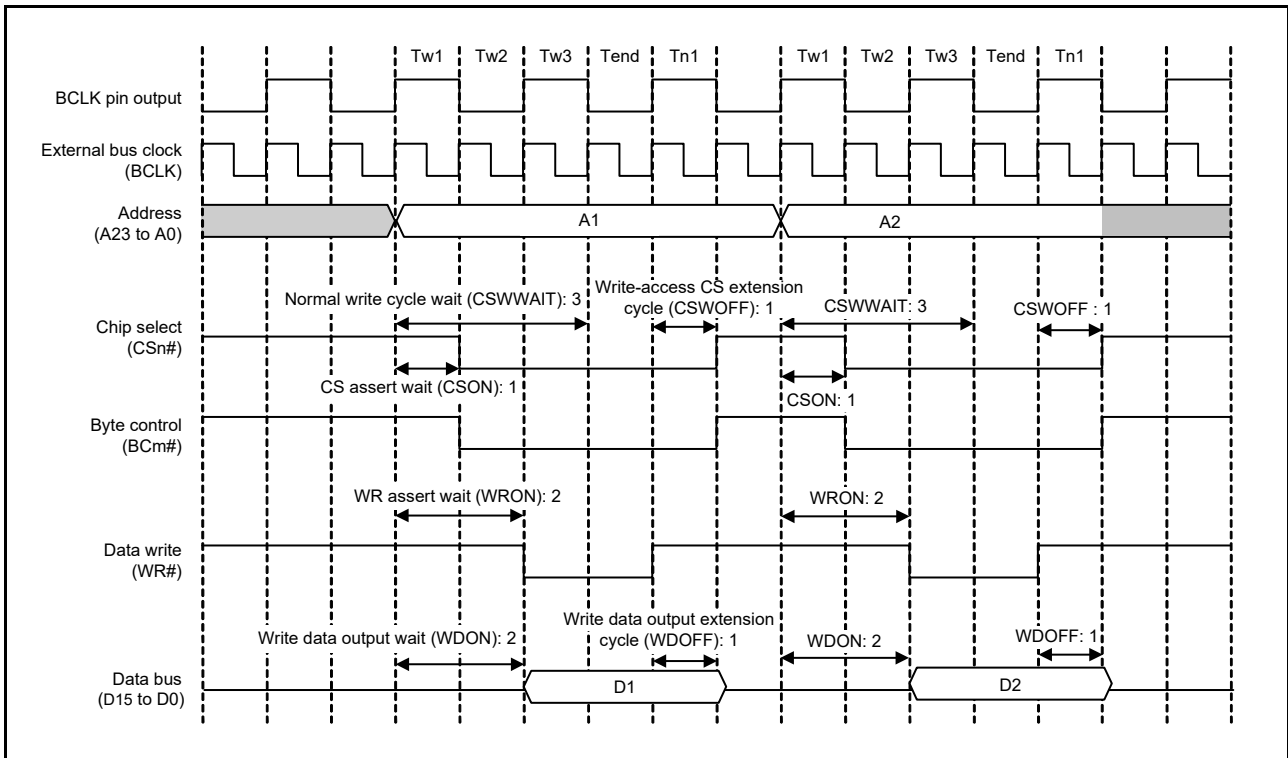 Tw1 Tw2 Tw3 Tend Tn1 Tw1 Tw2 Tw3 Tend Tn1
BCLK pin output
External bus clock
(BCLK)
Address
(A23 to A0)
A1 A2
Normal write cycle wait (CSWWAIT): 3
Write-access CS extension
cycle (CSWOFF): 1
CSWWAIT: 3
CSWOFF : 1
Chip select
(CSn#)
CS assert wait (CSON): 1
CSON: 1
Byte control
(BCm#)
WR assert wait (WRON): 2
WRON: 2
Data write
(WR#)
Write data output wait (WDON): 2
Write data output extension
cycle (WDOFF): 1
WDON: 2
WDOFF: 1
Data bus
(D15 to D0)
D1 D2